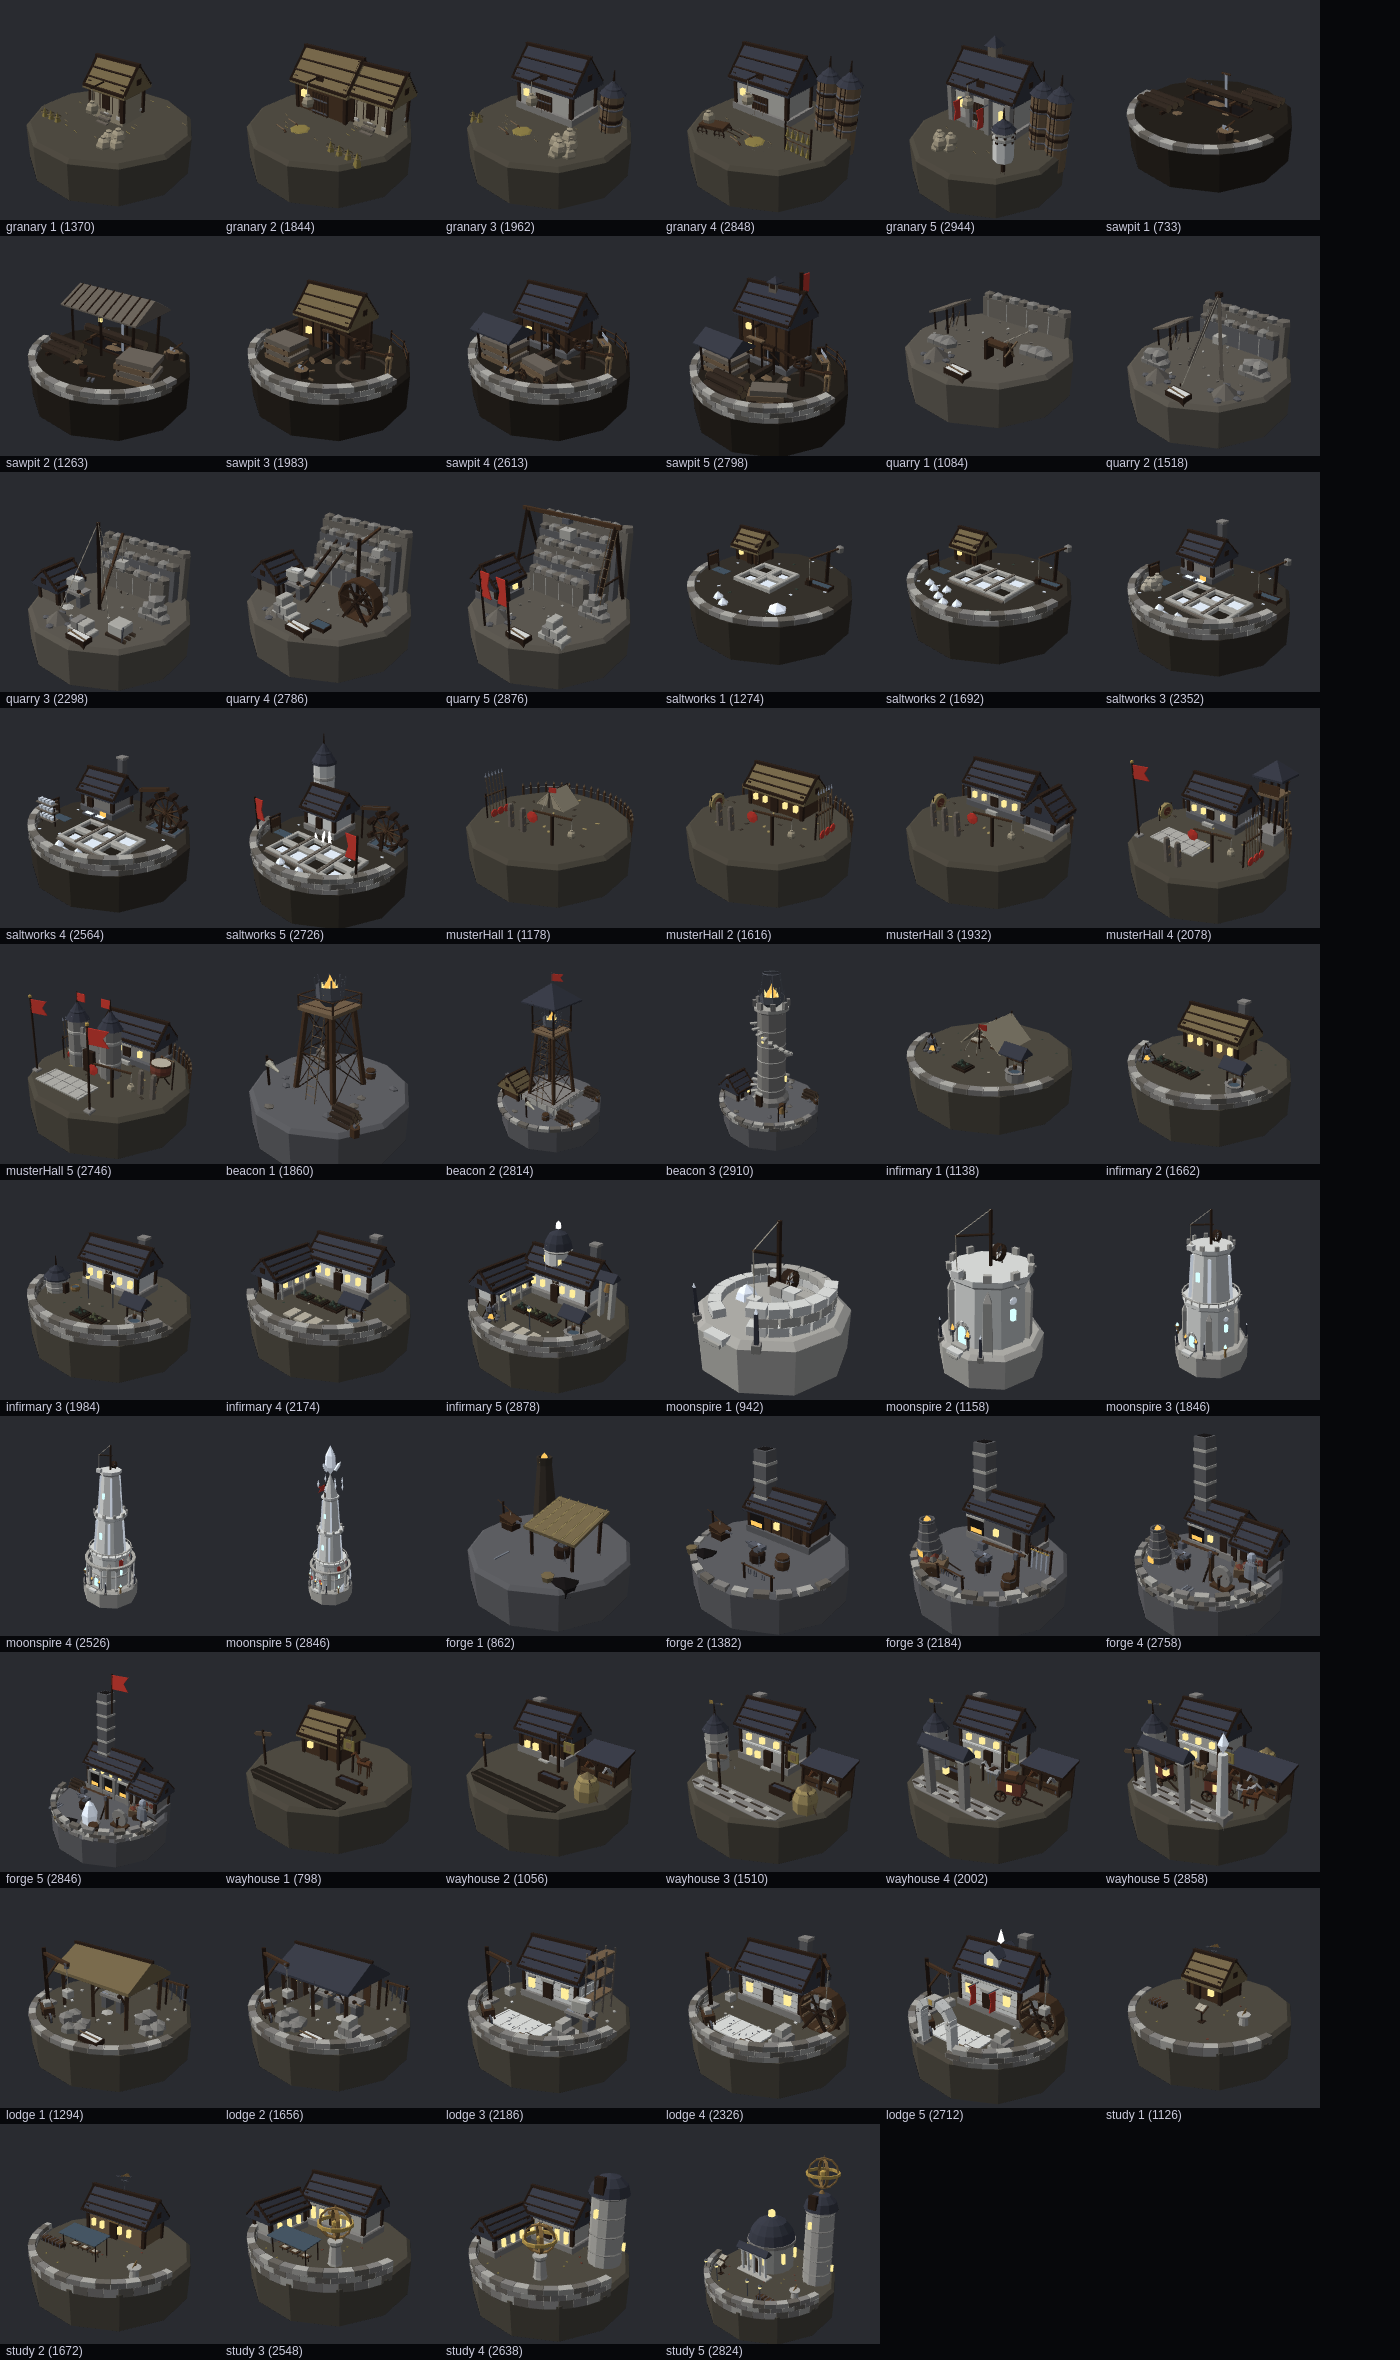 granary 1 (1370)
granary 2 (1844)
granary 3 (1962)
granary 4 (2848)
granary 5 (2944)
sawpit 1 (733)
sawpit 2 (1263)
sawpit 3 (1983)
sawpit 4 (2613)
sawpit 5 (2798)
quarry 1 (1084)
quarry 2 (1518)
quarry 3 (2298)
quarry 4 (2786)
quarry 5 (2876)
saltworks 1 (1274)
saltworks 2 (1692)
saltworks 3 (2352)
saltworks 4 (2564)
saltworks 5 (2726)
musterHall 1 (1178)
musterHall 2 (1616)
musterHall 3 (1932)
musterHall 4 (2078)
musterHall 5 (2746)
beacon 1 (1860)
beacon 2 (2814)
beacon 3 (2910)
infirmary 1 (1138)
infirmary 2 (1662)
infirmary 3 (1984)
infirmary 4 (2174)
infirmary 5 (2878)
moonspire 1 (942)
moonspire 2 (1158)
moonspire 3 (1846)
moonspire 4 (2526)
moonspire 5 (2846)
forge 1 (862)
forge 2 (1382)
forge 3 (2184)
forge 4 (2758)
forge 5 (2846)
wayhouse 1 (798)
wayhouse 2 (1056)
wayhouse 3 (1510)
wayhouse 4 (2002)
wayhouse 5 (2858)
lodge 1 (1294)
lodge 2 (1656)
lodge 3 (2186)
lodge 4 (2326)
lodge 5 (2712)
study 1 (1126)
study 2 (1672)
study 3 (2548)
study 4 (2638)
study 5 (2824)